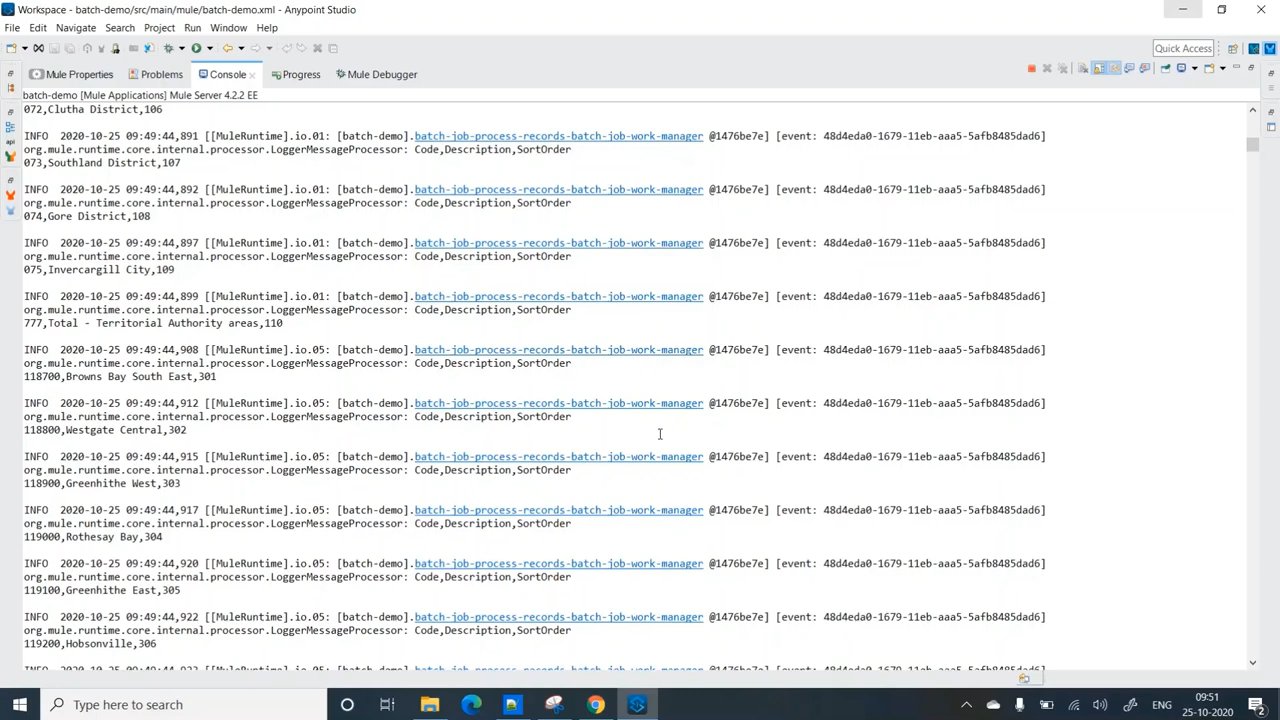 Workspace - batch-demo/src/main/mule/batch-demo.xml - Anypoint Studio
File Edit Navigate Search Project Run Window Help
Quick Access
Mule Properties Problems Console Progress Mule Debugger
batch-demo [Mule Applications] Mule Server 4.2.2 EE
072,Clutha District,106
INFO 2020-10-25 09:49:44,891 [[MuleRuntime].io.01: [batch-demo].batch-job-process-records-batch-job-work-manager @1476be7e] [event: 48d4eda0-1679-11eb-aaa5-5afb8485dad6]
org.mule.runtime.core.internal.processor.LoggerMessageProcessor: Code,Description,SortOrder
073,Southland District,107
INFO 2020-10-25 09:49:44,892 [[MuleRuntime].io.01: [batch-demo].batch-job-process-records-batch-job-work-manager @1476be7e] [event: 48d4eda0-1679-11eb-aaa5-5afb8485dad6]
org.mule.runtime.core.internal.processor.LoggerMessageProcessor: Code,Description,SortOrder
074,Gore District,108
INFO 2020-10-25 09:49:44,897 [[MuleRuntime].io.01: [batch-demo].batch-job-process-records-batch-job-work-manager @1476be7e] [event: 48d4eda0-1679-11eb-aaa5-5afb8485dad6]
org.mule.runtime.core.internal.processor.LoggerMessageProcessor: Code,Description,SortOrder
075,Invercargill City,109
INFO 2020-10-25 09:49:44,899 [[MuleRuntime].io.01: [batch-demo].batch-job-process-records-batch-job-work-manager @1476be7e] [event: 48d4eda0-1679-11eb-aaa5-5afb8485dad6]
org.mule.runtime.core.internal.processor.LoggerMessageProcessor: Code,Description,SortOrder
777,Total - Territorial Authority areas,110
INFO 2020-10-25 09:49:44,908 [[MuleRuntime].io.05: [batch-demo].batch-job-process-records-batch-job-work-manager @1476be7e] [event: 48d4eda0-1679-11eb-aaa5-5afb8485dad6]
org.mule.runtime.core.internal.processor.LoggerMessageProcessor: Code,Description,SortOrder
118700,Browns Bay South East,301
INFO 2020-10-25 09:49:44,912 [[MuleRuntime].io.05: [batch-demo].batch-job-process-records-batch-job-work-manager @1476be7e] [event: 48d4eda0-1679-11eb-aaa5-5afb8485dad6]
org.mule.runtime.core.internal.processor.LoggerMessageProcessor: Code,Description,SortOrder
118800,Westgate Central,302
INFO 2020-10-25 09:49:44,915 [[MuleRuntime].io.05: [batch-demo].batch-job-process-records-batch-job-work-manager @1476be7e] [event: 48d4eda0-1679-11eb-aaa5-5afb8485dad6]
org.mule.runtime.core.internal.processor.LoggerMessageProcessor: Code,Description,SortOrder
118900,Greenhithe West,303
INFO 2020-10-25 09:49:44,917 [[MuleRuntime].io.05: [batch-demo].batch-job-process-records-batch-job-work-manager @1476be7e] [event: 48d4eda0-1679-11eb-aaa5-5afb8485dad6]
org.mule.runtime.core.internal.processor.LoggerMessageProcessor: Code,Description,SortOrder
119000,Rothesay Bay,304
INFO 2020-10-25 09:49:44,920 [[MuleRuntime].io.05: [batch-demo].batch-job-process-records-batch-job-work-manager @1476be7e] [event: 48d4eda0-1679-11eb-aaa5-5afb8485dad6]
org.mule.runtime.core.internal.processor.LoggerMessageProcessor: Code,Description,SortOrder
119100,Greenhithe East,305
INFO 2020-10-25 09:49:44,922 [[MuleRuntime].io.05: [batch-demo].batch-job-process-records-batch-job-work-manager @1476be7e] [event: 48d4eda0-1679-11eb-aaa5-5afb8485dad6]
org.mule.runtime.core.internal.processor.LoggerMessageProcessor: Code,Description,SortOrder
119200,Hobsonville,306
Type here to search
ENG
09:51
25-10-2020
2